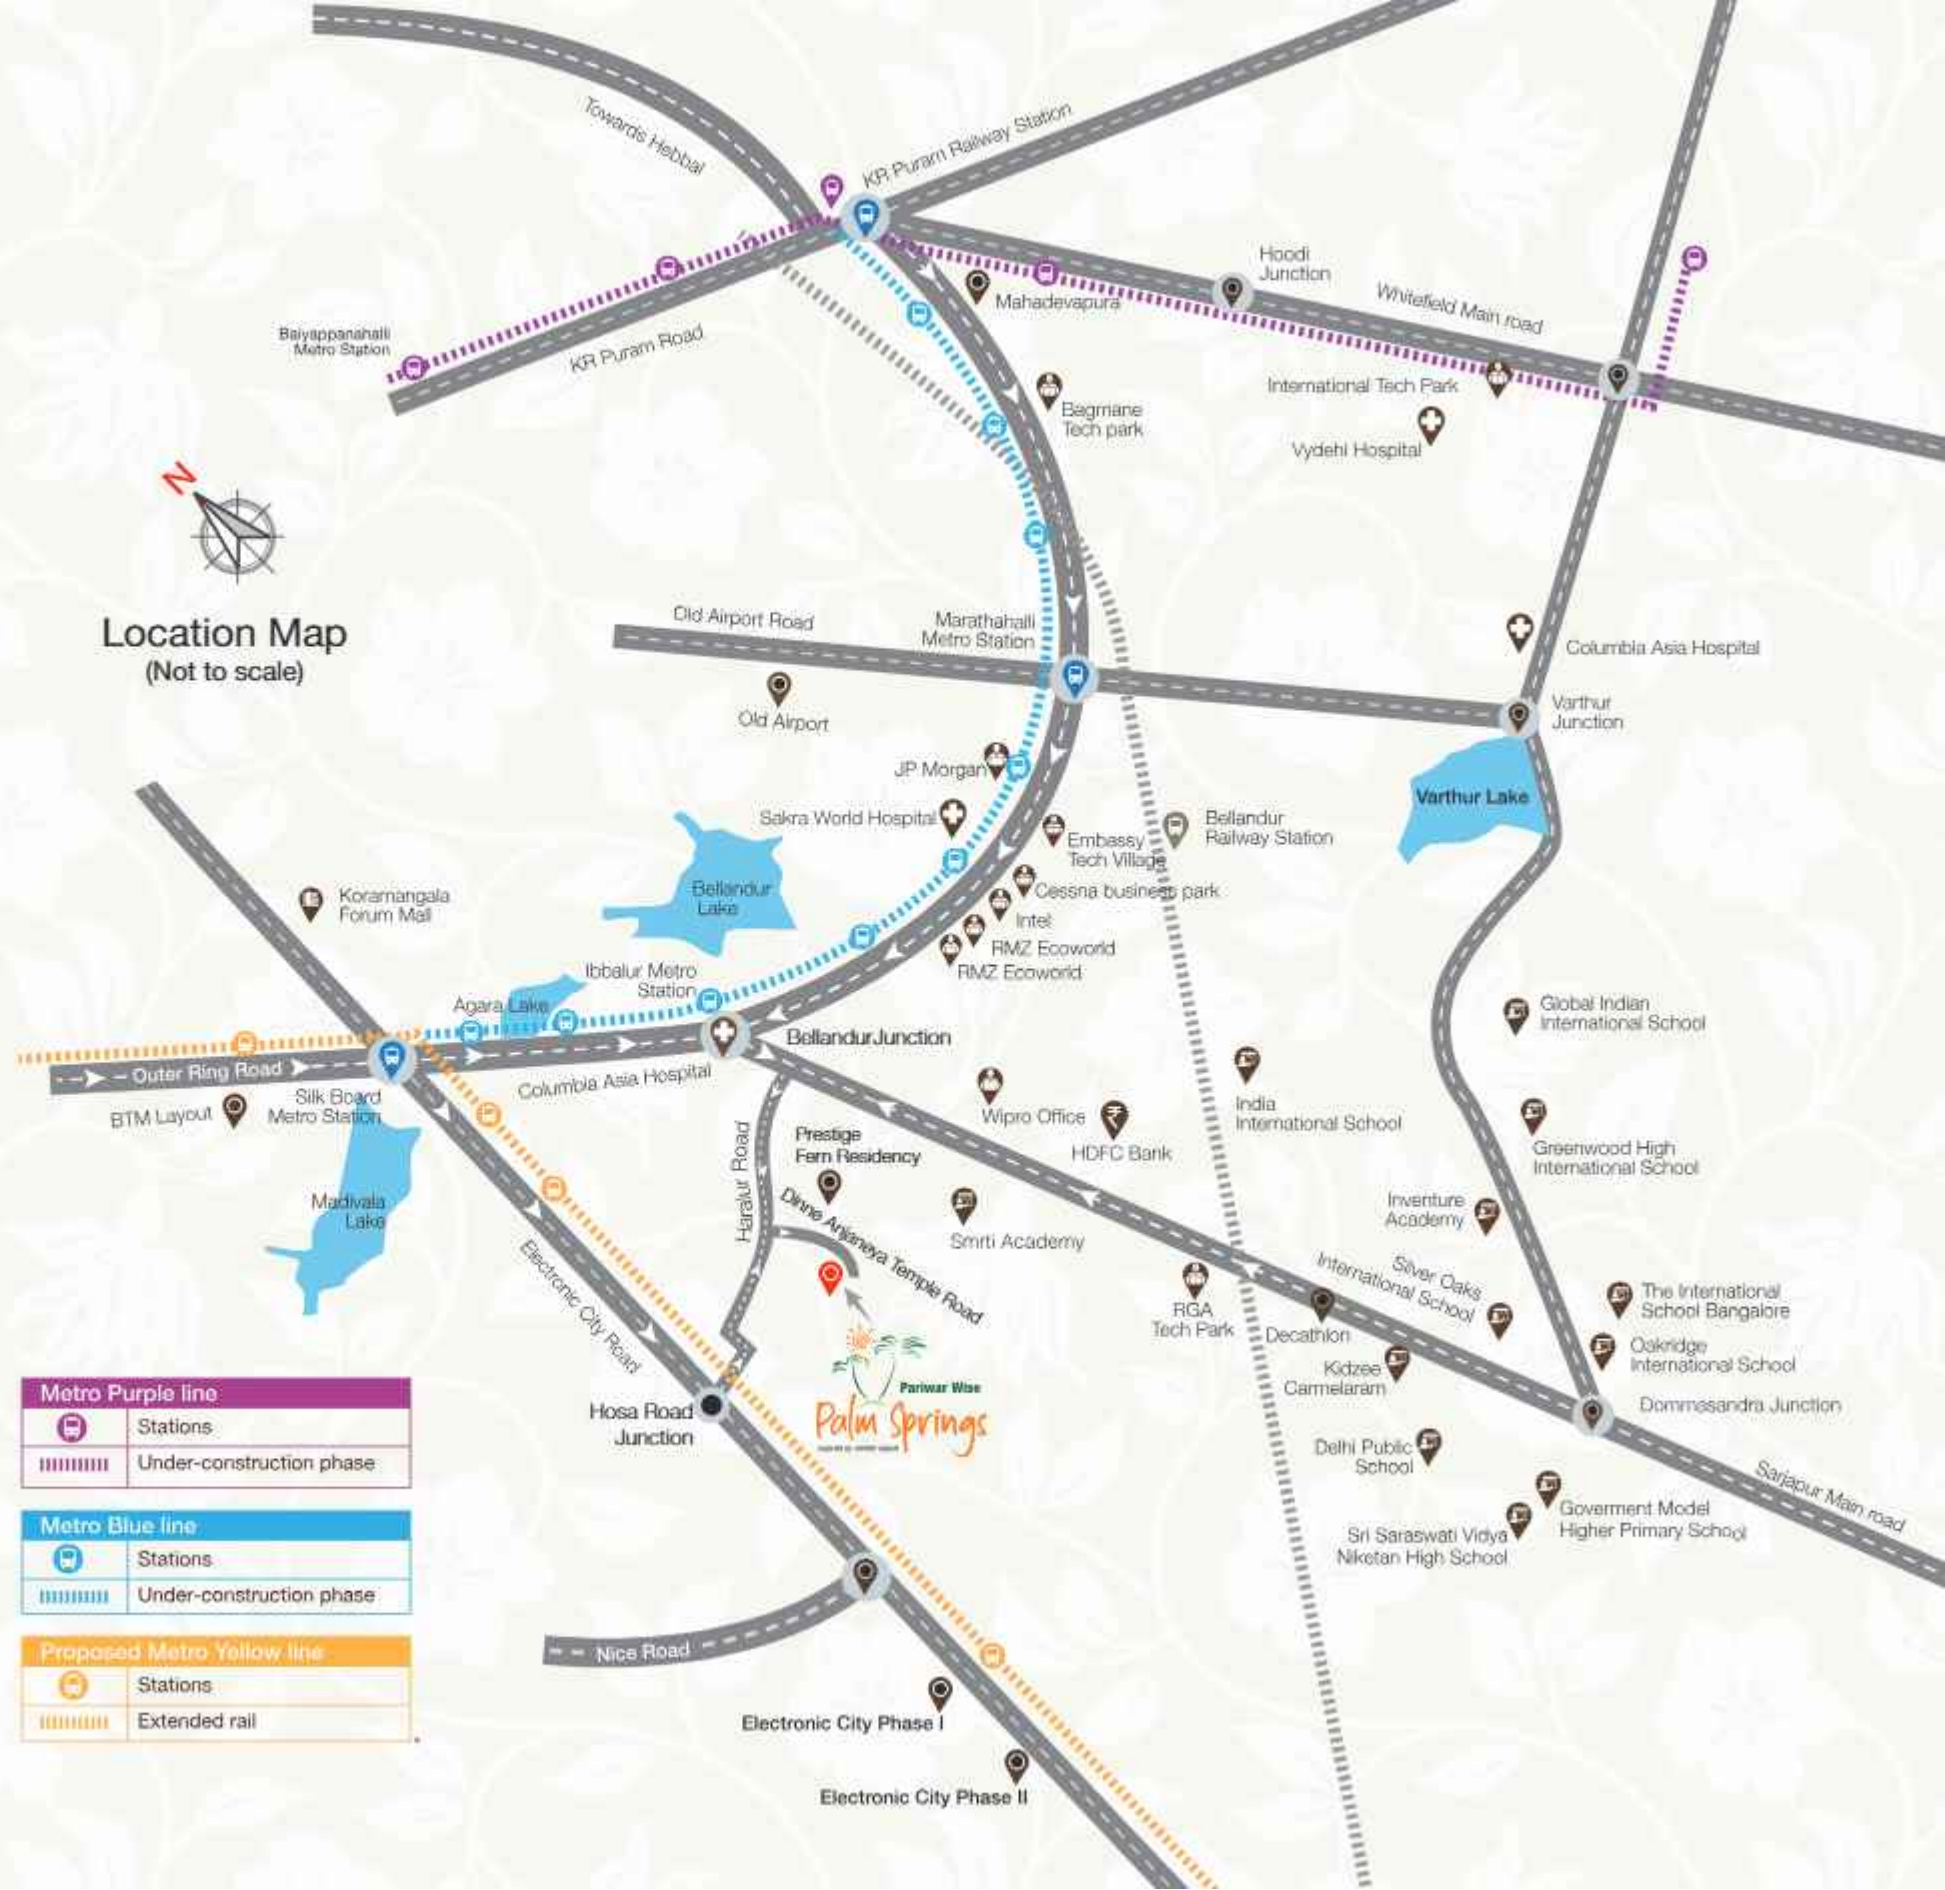 Towards Hebbal
KR Puram Railway Station
Hoodi
Junction
Mahadevapura
Whitefield Main road
Baiyappanahalli
Metro Station
KR Puram Road
International Tech Park
Bagmane
Tech park
Vydehi Hospital
N
Location Map
(Not to scale)
Old Airport Road
Marathahalli
Metro Station
Columbia Asia Hospital
Old Airport
Varthur
Junction
JP Morgan
Varthur Lake
Sakra World Hospital
Bellandur
Railway Station
Embassy
Tech Village
Bellandur
Lake
Cessna business park
Koramangala
Forum Mall
Intel
RMZ Ecoworld
RMZ Ecoworld
Ibbalur Metro
Station
Agara Lake
Global Indian
International School
Bellandur Junction
Outer Ring Road
Columbia Asia Hospital
Silk Board
Metro Station
BTM Layout
Wipro Office
HDFC Bank
India
International School
Haralur Road
Prestige
Fern Residency
Greenwood High
International School
Madivala
Lake
Dinne Anjaneya Temple Road
Smrti Academy
Inventure
Academy
Electronic City Road
Silver Oaks
International School
The International
School Bangalore
RGA
Tech Park
Decathlon
Oakridge
International School
Kidzee
Carmelaram
Pariwar Wise
Palm Springs
Hosa Road
Junction
Dommasandra Junction
Delhi Public
School
Sarjapur Main road
Goverment Model
Higher Primary School
Sri Saraswati Vidya
Niketan High School
Metro Purple line
Stations
Under-construction phase
Metro Blue line
Stations
Under-construction phase
Proposed Metro Yellow line
Stations
Extended rail
Nice Road
Electronic City Phase I
Electronic City Phase II